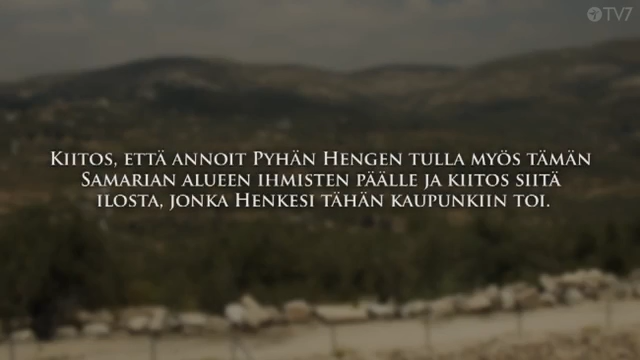 TV7
Kiitos, että annoit Pyhän Hengen tulla myös tämän
Samarian alueen ihmisten päälle ja kiitos siitä
ilosta, jonka Henkesi tähän kaupunkiin toi.